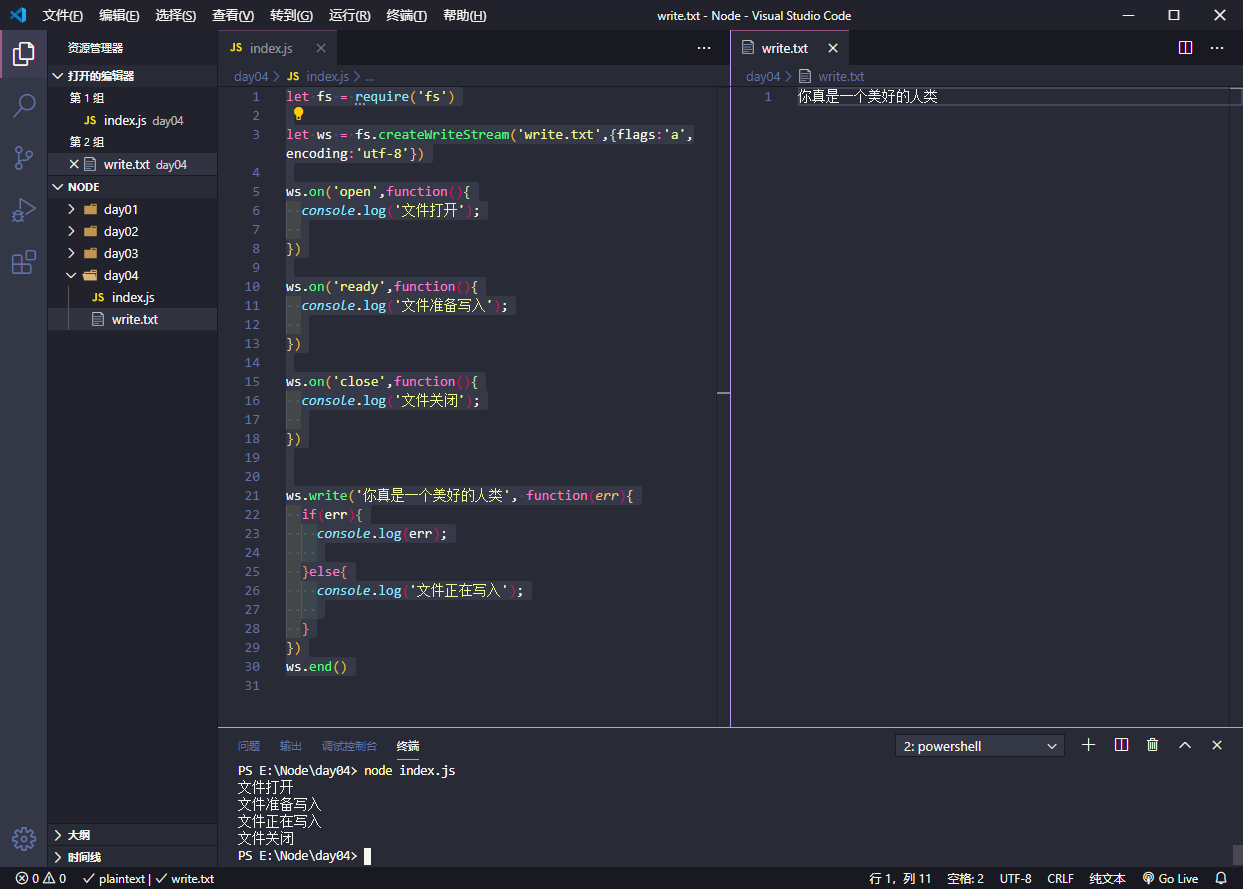 文件(F) 编辑(E) 选择(S) 查看(V) 转到(G) 运行(R) 终端(T) 帮助(H) write.txt - Node - Visual Studio Code
资源管理器
打开的编辑器
第 1 组
JS index.js day04
第 2 组
write.txt day04
NODE
day01
day02
day03
day04
JS index.js
write.txt
大纲
时间线
JS index.js
day04 > JS index.js > ...
1 let fs = require('fs')
2
3 let ws = fs.createWriteStream('write.txt',{flags:'a',
encoding:'utf-8'})
4
5 ws.on('open',function(){
6 console.log('文件打开');
7
8 })
9
10 ws.on('ready',function(){
11 console.log('文件准备写入');
12
13 })
14
15 ws.on('close',function(){
16 console.log('文件关闭');
17
18 })
19
20
21 ws.write('你真是一个美好的人类', function(err){
22 if(err){
23 console.log(err);
24
25 }else{
26 console.log('文件正在写入');
27
28 }
29 })
30 ws.end()
31
write.txt
day04 > write.txt
1 你真是一个美好的人类
问题 输出 调试控制台 终端 2: powershell
PS E:\Node\day04> node index.js
文件打开
文件准备写入
文件正在写入
文件关闭
PS E:\Node\day04>
0 0 plaintext | write.txt 行 1，列 11 空格: 2 UTF-8 CRLF 纯文本 Go Live